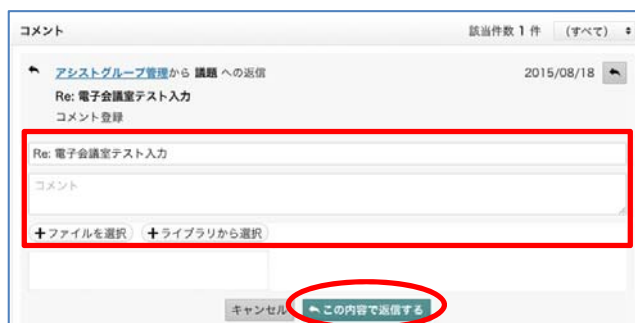 コメント 該当件数 1 件 (すべて)
アシストグループ管理から 議題 への返信 2015/08/18
Re: 電子会議室テスト入力
コメント登録
Re: 電子会議室テスト入力
コメント
+ファイルを選択 +ライブラリから選択
キャンセル この内容で返信する